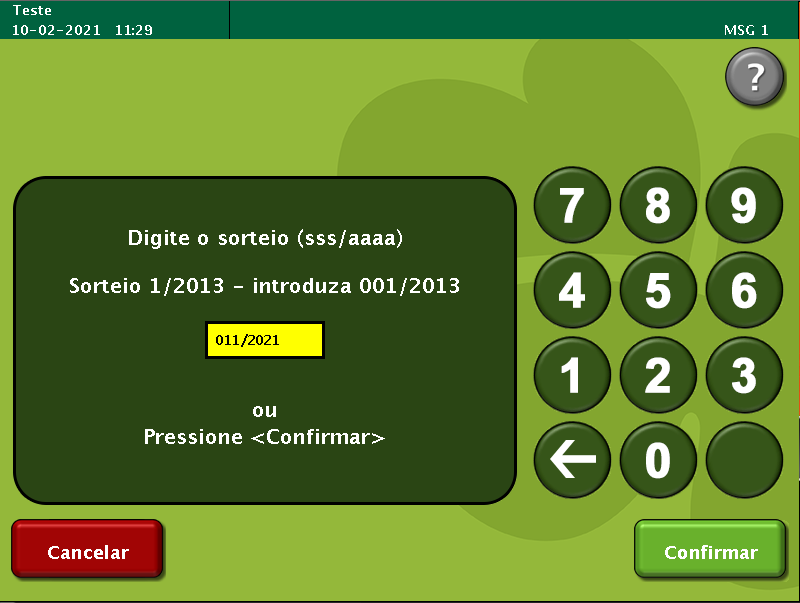 Teste
10-02-2021 11:29
MSG 1
?
Digite o sorteio (sss/aaaa)
Sorteio 1/2013 - introduza 001/2013
011/2021
ou
Pressione <Confirmar>
7 8 9
4 5 6
1 2 3
← 0
Cancelar
Confirmar